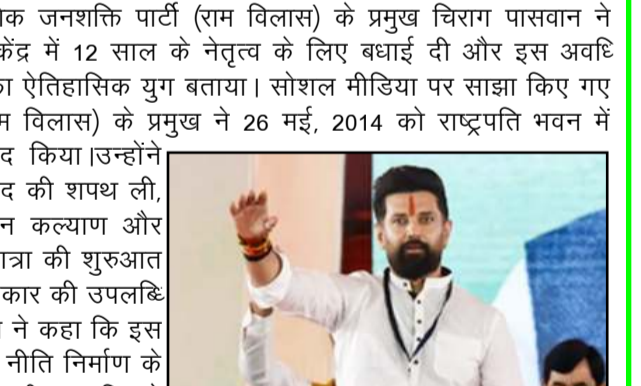 क जनशक्ति पार्टी (राम विलास) के प्रमुख चिराग पासवान ने
केंद्र में 12 साल के नेतृत्व के लिए बधाई दी और इस अवधि
ऐतिहासिक युग बताया। सोशल मीडिया पर साझा किए गए
म विलास) के प्रमुख ने 26 मई, 2014 को राष्ट्रपति भवन में
द किया।उन्होंने
द की शपथ ली,
न कल्याण और
की शुरुआत
कार की उपलब्धि
ने कहा कि इस
नीति निर्माण के